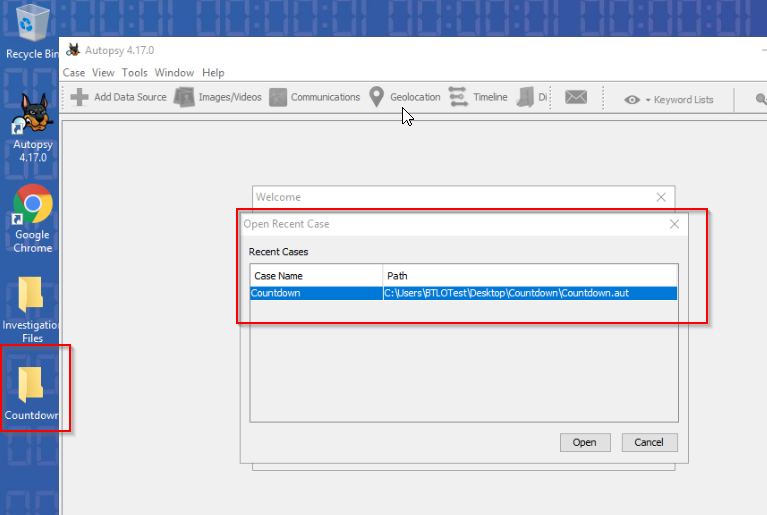 Recycle Bin
Autopsy 4.17.0
Case View Tools Window Help
Add Data Source Images/Videos Communications Geolocation Timeline Di Keyword Lists
Autopsy
4.17.0
Google
Chrome
Investigation
Files
Countdown
Welcome
Open Recent Case
Recent Cases
Case Name Path
Countdown C:\Users\BTLOTest\Desktop\Countdown\Countdown.aut
Open Cancel